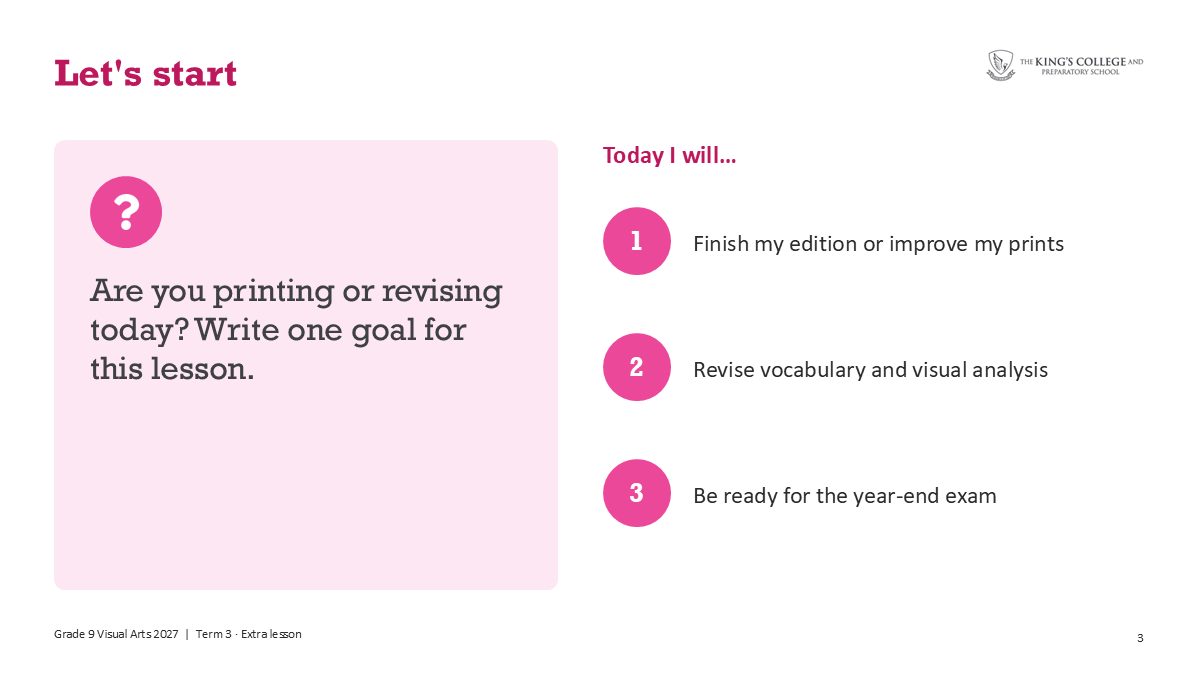 Let's start
THE KING'S COLLEGE AND
PREPARATORY SCHOOL
?
Are you printing or revising
today? Write one goal for
this lesson.
Today I will...
1
Finish my edition or improve my prints
2
Revise vocabulary and visual analysis
3
Be ready for the year-end exam
Grade 9 Visual Arts 2027 | Term 3 · Extra lesson
3